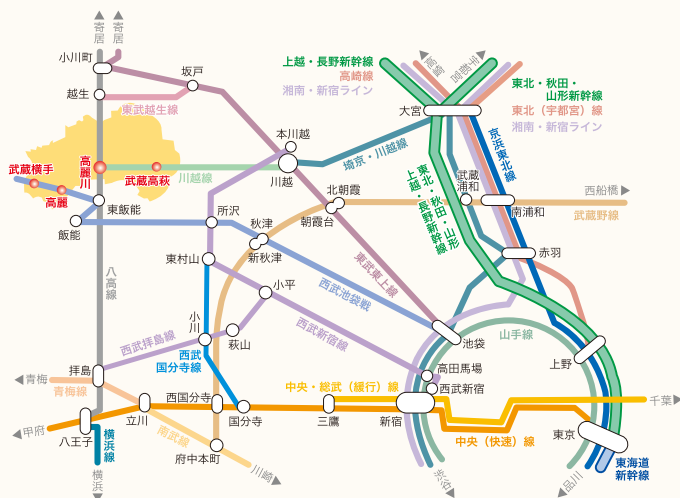 寄居
寄居
小川町
越生
坂戸
東武越生線
武蔵横手
高麗川
武蔵高萩
高麗
川越線
本川越
川越
埼京・川越線
上越・長野新幹線
高崎線
湘南・新宿ライン
高崎
宇都宮
大宮
東北・秋田・
山形新幹線
東北（宇都宮）線
湘南・新宿ライン
京浜東北線
東飯能
飯能
所沢
秋津
新秋津
北朝霞
朝霞台
武蔵
浦和
南浦和
西船橋
武蔵野線
東北・秋田・山形
上越・長野新幹線
東武東上線
赤羽
八高線
東村山
小平
西武池袋戦
小川
萩山
西武拝島線
西武
国分寺線
西武新宿線
池袋
山手線
高田馬場
西武新宿
上野
拝島
青梅
青梅線
中央・総武（緩行）線
千葉
甲府
八王子
横浜線
横浜
立川
南武線
西国分寺
国分寺
三鷹
新宿
中央（快速）線
東京
府中本町
川崎
渋谷
品川
東海道
新幹線